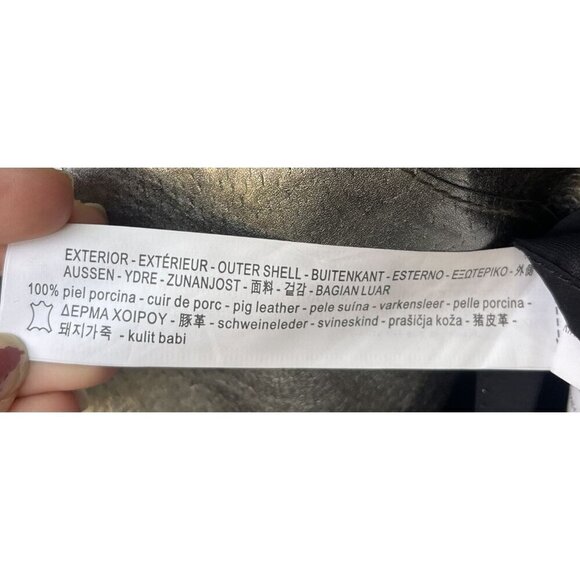 EXTERIOR - EXTÉRIEUR - OUTER SHELL - BUITENKANT - ESTERNO - ΕΞΩΤΕΡΙΚΟ - 外側
AUSSEN - YDRE - ZUNANJOST - 面料 - 겉감 - BAGIAN LUAR
100% piel porcina - cuir de porc - pig leather - pele suína - varkensleer - pelle porcina -
ΔΕΡΜΑ ΧΟΙΡΟΥ - 豚革 - schweineleder - svineskind - prašičja koža - 猪皮革 -
돼지가죽 - kulit babi